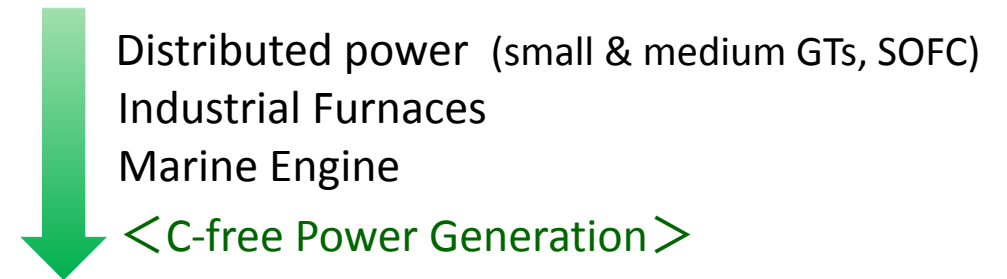 Distributed power (small & medium GTs, SOFC)
Industrial Furnaces
Marine Engine
＜C-free Power Generation＞